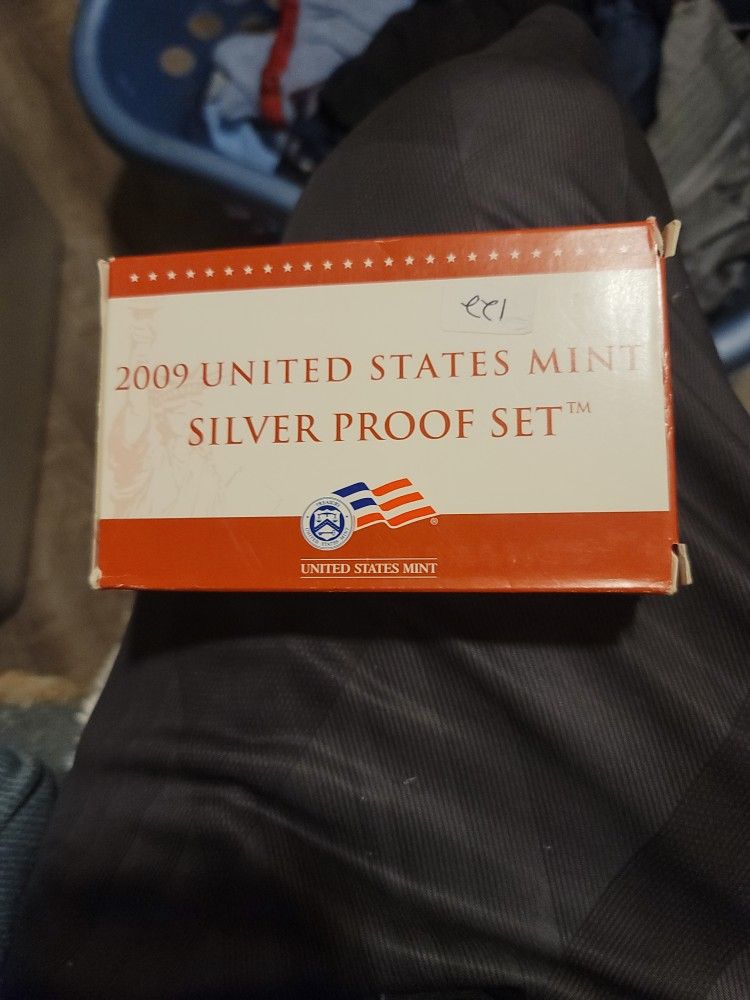 2009 UNITED STATES MINT
SILVER PROOF SET™
UNITED STATES MINT